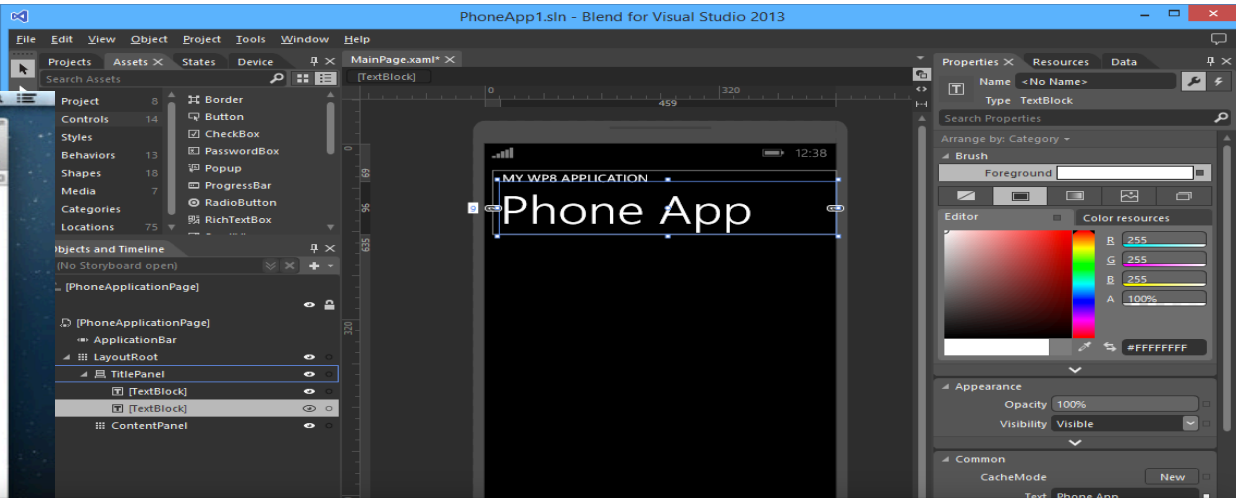 PhoneApp1.sln - Blend for Visual Studio 2013
File Edit View Object Project Tools Window Help
Projects Assets States Device
Search Assets
Project 8
Controls 14
Styles
Behaviors 13
Shapes 18
Media 7
Categories
Locations 75
Border
Button
CheckBox
PasswordBox
Popup
ProgressBar
RadioButton
RichTextBox
bjects and Timeline
(No Storyboard open)
[PhoneApplicationPage]
[PhoneApplicationPage]
ApplicationBar
LayoutRoot
TitlePanel
[TextBlock]
[TextBlock]
ContentPanel
MainPage.xaml*
[TextBlock]
0 320
459
69
96
635
320
12:38
MY WP8 APPLICATION
Phone App
Properties Resources Data
Name <No Name>
Type TextBlock
Search Properties
Arrange by: Category
Brush
Foreground
Editor Color resources
R 255
G 255
B 255
A 100%
#FFFFFFFF
Appearance
Opacity 100%
Visibility Visible
Common
CacheMode New
Text Phone App